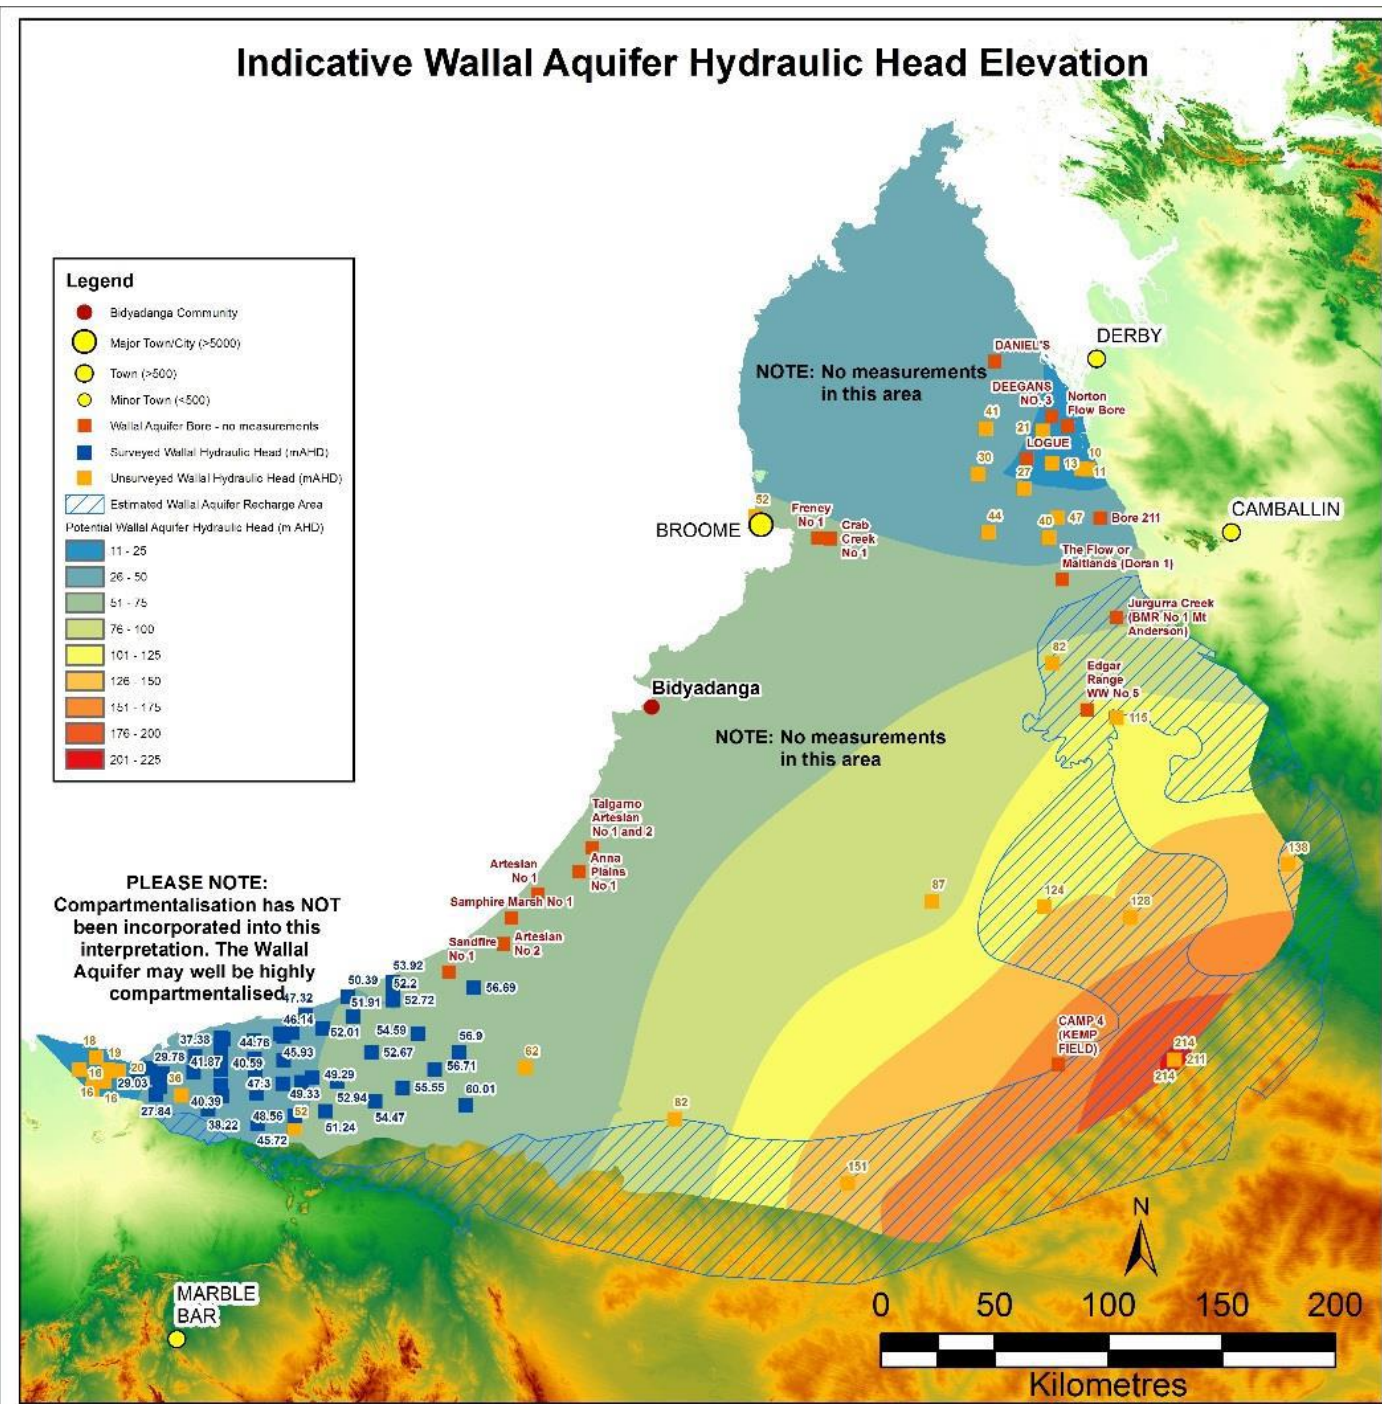 Indicative Wallal Aquifer Hydraulic Head Elevation
Legend
Bidyadanga Community
Major Town/City (>5000)
Town (>500)
Minor Town (<500)
Wallal Aquifer Bore - no measurements
Surveyed Wallal Hydraulic Head (mAHD)
Unsurveyed Wallal Hydraulic Head (mAHD)
Estimated Wallal Aquifer Recharge Area
Potential Wallal Aquifer Hydraulic Head (m AHD)
11 - 25
26 - 50
51 - 75
76 - 100
101 - 125
126 - 150
151 - 175
176 - 200
201 - 225
DERBY
DANIEL'S
NOTE: No measurements
in this area
DEEGANS
NO. 3
Norton
Flow Bore
41
21
LOGUE
30
27
13
10
11
52
BROOME
Freney
No 1
Crab
Creek
No 1
44
40
47
Bore 211
CAMBALLIN
The Flow or
Maitlands (Doran 1)
Jurgurra Creek
(BMR No 1 Mt
Anderson)
82
Edgar
Range
WW No 5
115
Bidyadanga
NOTE: No measurements
in this area
Talgarno
Artesian
No 1 and 2
Anna
Plains
No 1
Artesian
No 1
Samphire Marsh No 1
Artesian
No 2
Sandfire
No 1
138
87
124
128
PLEASE NOTE:
Compartmentalisation has NOT
been incorporated into this
interpretation. The Wallal
Aquifer may well be highly
compartmentalised
53.92
50.39
52.2
47.32
51.91
52.72
56.69
46.14
52.01
54.59
56.9
37.38
44.76
18
19
29.78
41.87
40.59
45.93
52.67
56.71
62
16
20
29.03
36
47.3
49.29
49.33
52.94
55.55
60.01
16
16
27.84
40.39
38.22
48.56
52
51.24
54.47
45.72
82
151
CAMP 4
(KEMP
FIELD)
214
211
214
N
MARBLE
BAR
0 50 100 150 200
Kilometres